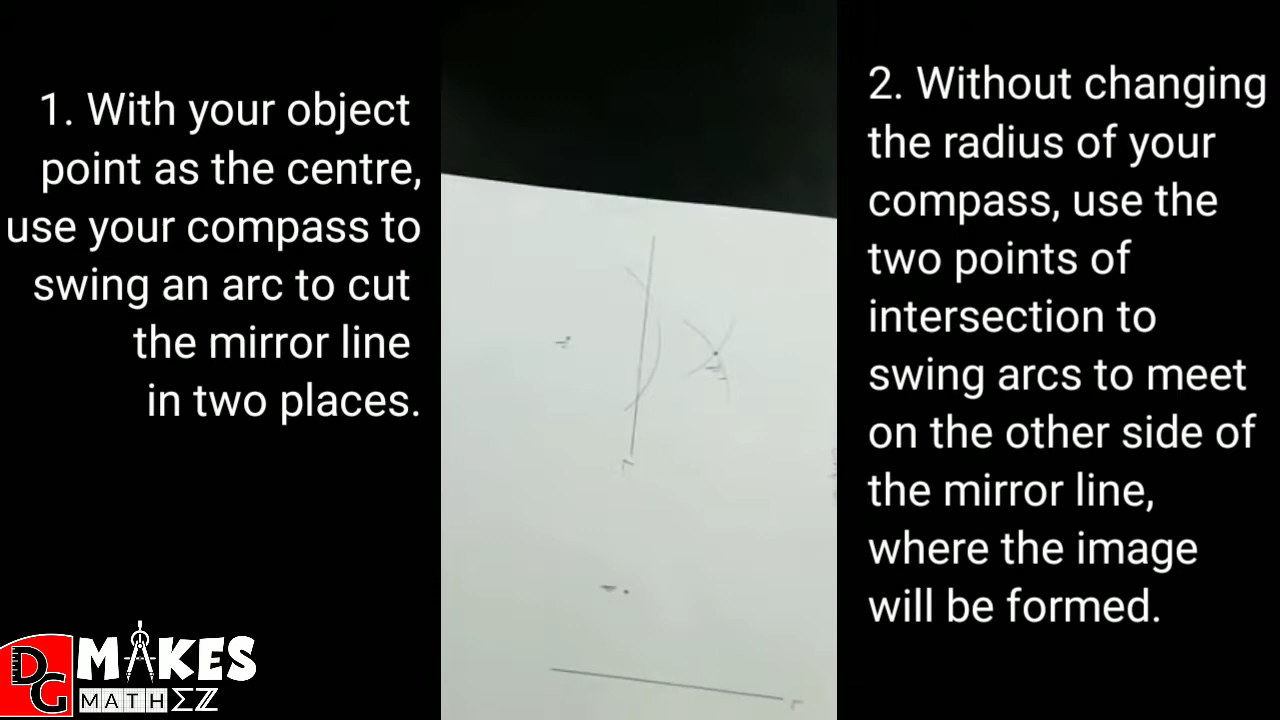 1. With your object
point as the centre,
use your compass to
swing an arc to cut
the mirror line
in two places.
2. Without changing
the radius of your
compass, use the
two points of
intersection to
swing arcs to meet
on the other side of
the mirror line,
where the image
will be formed.
DG
MAKES
MATH ΣZ